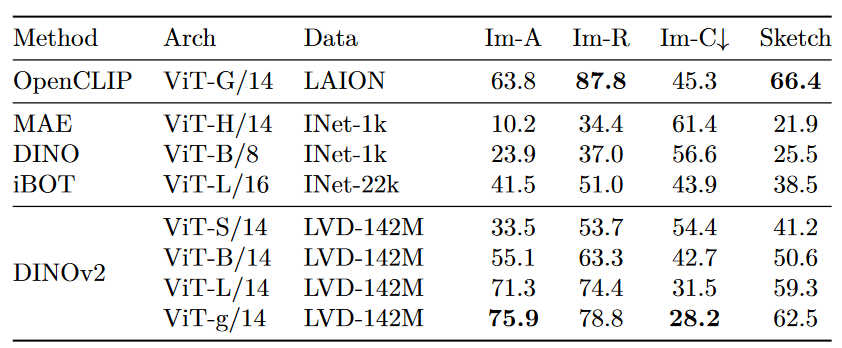 Method Arch Data Im-A Im-R Im-C↓ Sketch
OpenCLIP ViT-G/14 LAION 63.8 87.8 45.3 66.4
MAE ViT-H/14 INet-1k 10.2 34.4 61.4 21.9
DINO ViT-B/8 INet-1k 23.9 37.0 56.6 25.5
iBOT ViT-L/16 INet-22k 41.5 51.0 43.9 38.5
DINOv2
ViT-S/14 LVD-142M 33.5 53.7 54.4 41.2
ViT-B/14 LVD-142M 55.1 63.3 42.7 50.6
ViT-L/14 LVD-142M 71.3 74.4 31.5 59.3
ViT-g/14 LVD-142M 75.9 78.8 28.2 62.5